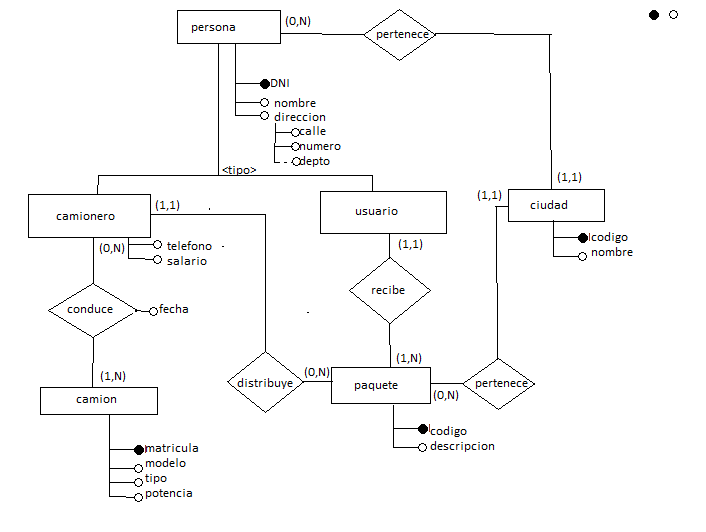 persona
(0,N)
pertenece
DNI
nombre
direccion
calle
numero
depto
<tipo>
(1,1)
camionero
(1,1)
usuario
(1,1)
ciudad
(0,N)
telefono
salario
(1,1)
codigo
nombre
conduce
fecha
recibe
(1,N)
camion
distribuye
(0,N)
(1,N)
paquete
(0,N)
pertenece
codigo
descripcion
matricula
modelo
tipo
potencia